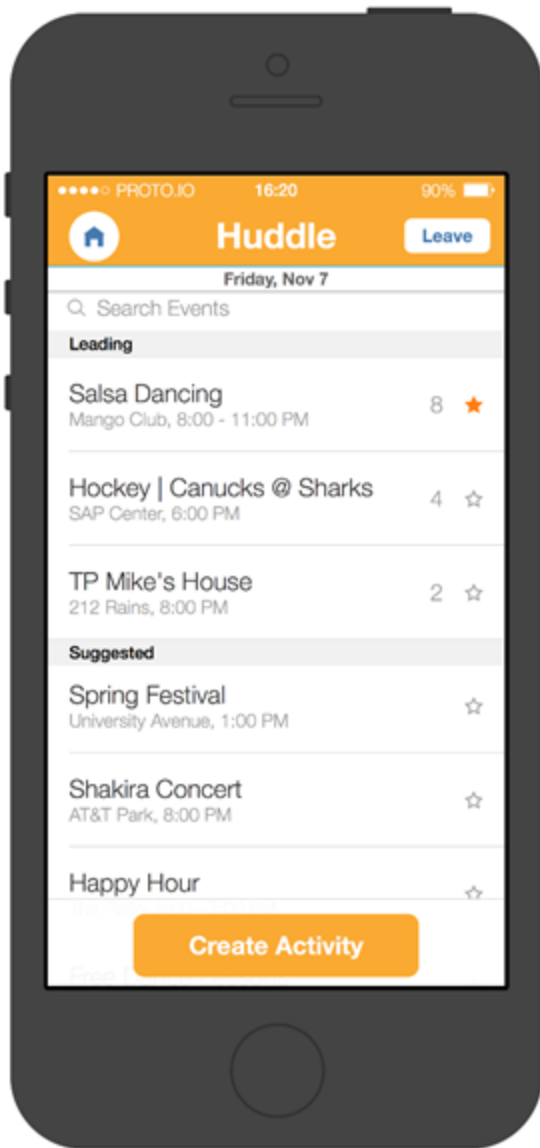 PROTO.IO 16:20 90%
Huddle Leave
Friday, Nov 7
Search Events
Leading
Salsa Dancing
Mango Club, 8:00 - 11:00 PM
8
Hockey | Canucks @ Sharks
SAP Center, 6:00 PM
4
TP Mike's House
212 Rains, 8:00 PM
2
Suggested
Spring Festival
University Avenue, 1:00 PM
Shakira Concert
AT&T Park, 8:00 PM
Happy Hour
Create Activity
Free